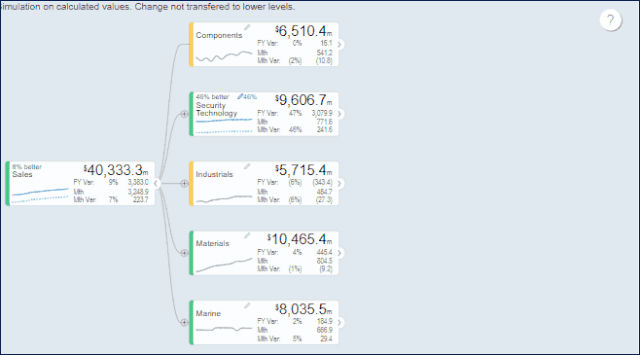 imulation on calculated values. Change not transfered to lower levels.
?
Components
$6,510.4m
FY Var: 0% 16.1
Mth 541.2
Mth Var: (2%) (10.8)
46% better 46%
Security
Technology
$9,606.7m
FY Var: 47% 3,079.9
Mth 771.6
Mth Var: 46% 241.6
8% better
Sales
$40,333.3m
FY Var: 9% 3,383.0
Mth 3,248.9
Mth Var: 7% 223.7
Industrials
$5,715.4m
FY Var: (6%) (343.4)
Mth 464.7
Mth Var: (6%) (27.3)
Materials
$10,465.4m
FY Var: 4% 445.4
Mth 804.5
Mth Var: (1%) (9.2)
Marine
$8,035.5m
FY Var: 2% 184.9
Mth 666.9
Mth Var: 5% 29.4